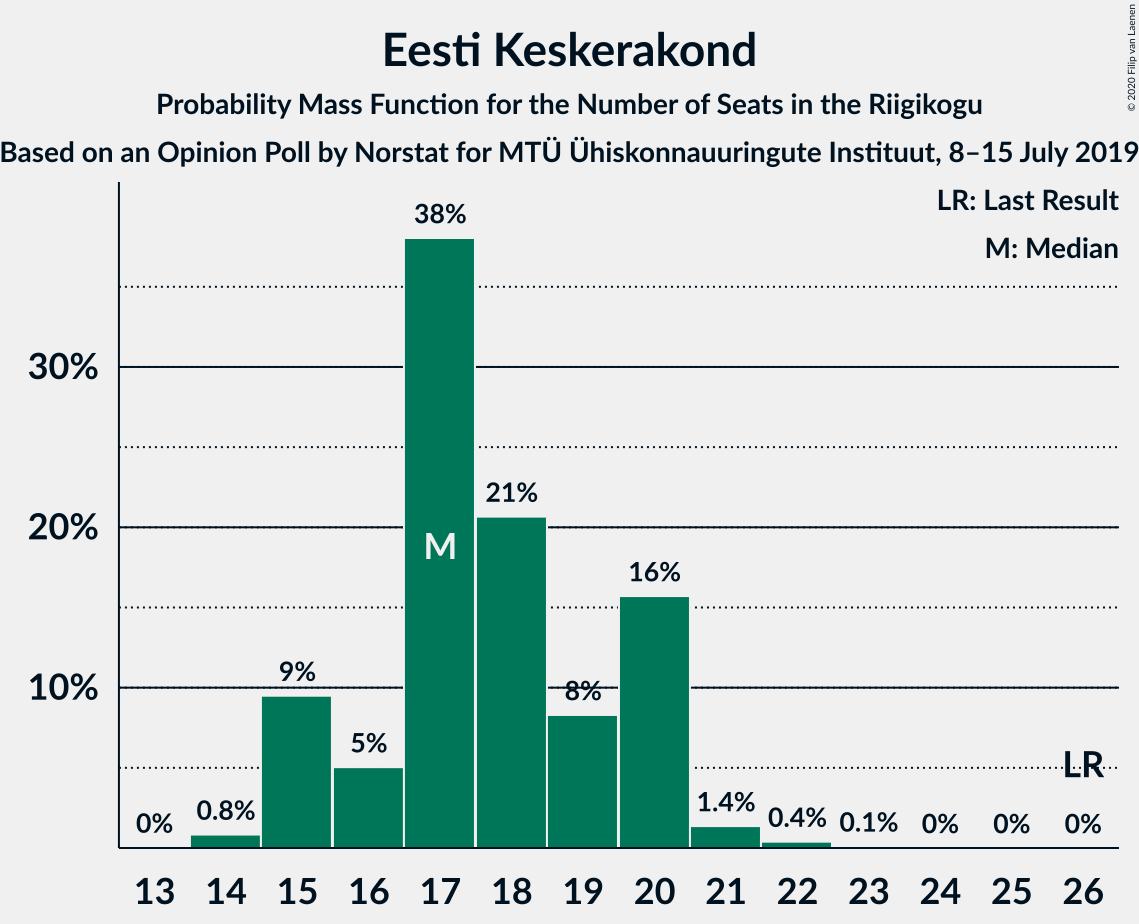 © 2020 Filip van Laenen
Eesti Keskerakond
Probability Mass Function for the Number of Seats in the Riigikogu
Based on an Opinion Poll by Norstat for MTÜ Ühiskonnauuringute Instituut, 8–15 July 2019
LR: Last Result
M: Median
38%
30%
21%
20%
M
16%
9%
10%
8%
5%
LR
0%
0.8%
1.4%
0.4%
0.1%
0%
0%
0%
13 14 15 16 17 18 19 20 21 22 23 24 25 26